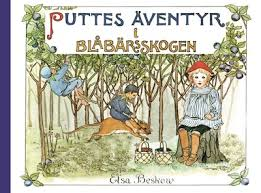 PUTTES ÄVENTYR
I
BLÅBÄRSSKOGEN
Elsa Beskow